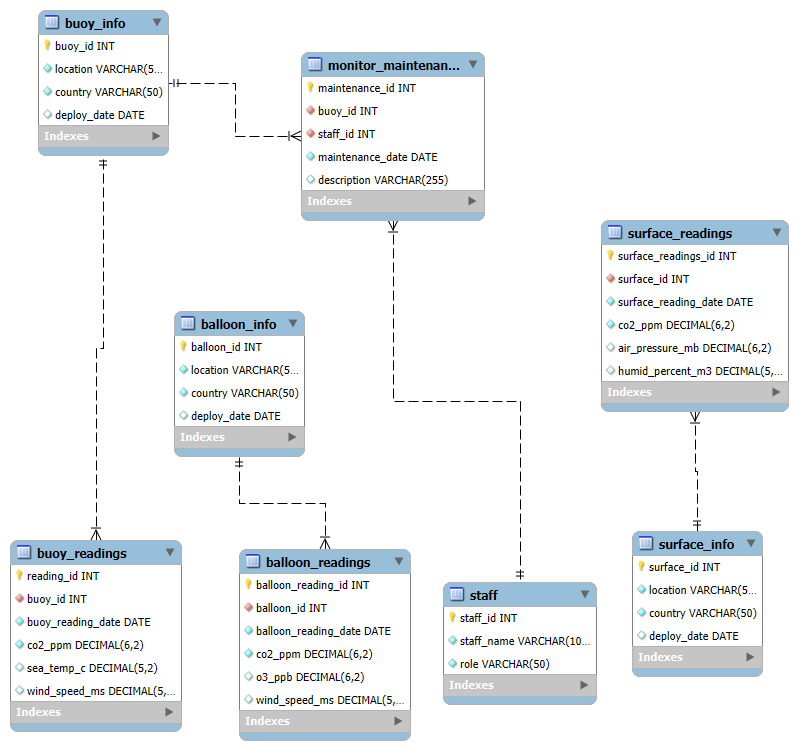 buoy_info
buoy_id INT
location VARCHAR(5...
country VARCHAR(50)
deploy_date DATE
Indexes
monitor_maintenan...
maintenance_id INT
buoy_id INT
staff_id INT
maintenance_date DATE
description VARCHAR(255)
Indexes
surface_readings
surface_readings_id INT
surface_id INT
surface_reading_date DATE
co2_ppm DECIMAL(6,2)
air_pressure_mb DECIMAL(6,2)
humid_percent_m3 DECIMAL(5,...
Indexes
balloon_info
balloon_id INT
location VARCHAR(5...
country VARCHAR(50)
deploy_date DATE
Indexes
buoy_readings
reading_id INT
buoy_id INT
buoy_reading_date DATE
co2_ppm DECIMAL(6,2)
sea_temp_c DECIMAL(5,2)
wind_speed_ms DECIMAL(5,...
Indexes
balloon_readings
balloon_reading_id INT
balloon_id INT
balloon_reading_date DATE
co2_ppm DECIMAL(6,2)
o3_ppb DECIMAL(6,2)
wind_speed_ms DECIMAL(5,...
Indexes
staff
staff_id INT
staff_name VARCHAR(10...
role VARCHAR(50)
Indexes
surface_info
surface_id INT
location VARCHAR(5...
country VARCHAR(50)
deploy_date DATE
Indexes